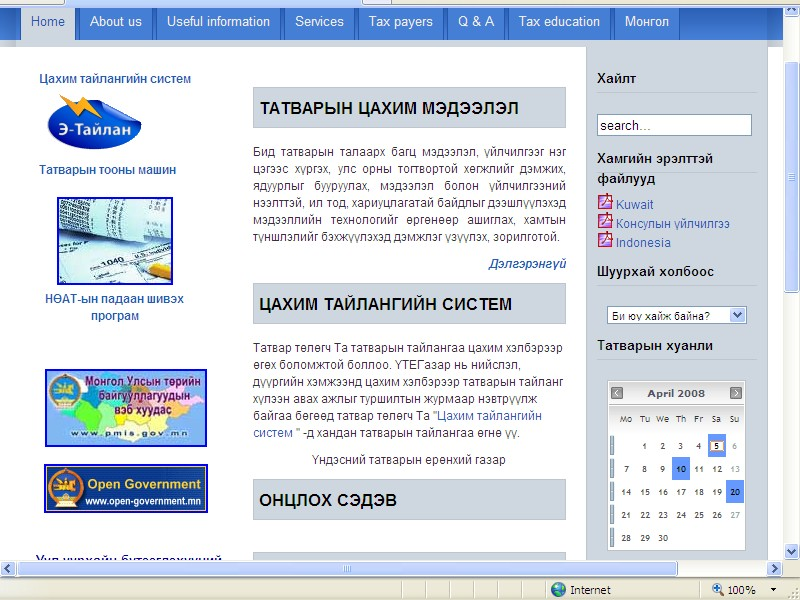 Home
About us
Useful information
Services
Tax payers
Q & A
Tax education
Монгол
Цахим тайлангийн систем
Э-Тайлан
Татварын тооны машин
1040
НӨАТ-ын падаан шивэх
програм
Монгол Улсын төрийн
байгууллагуудын
вэб хуудас
www.pmis.gov.mn
Open Government
www.open-government.mn
ТАТВАРЫН ЦАХИМ МЭДЭЭЛЭЛ
Бид татварын талаарх багц мэдээлэл, үйлчилгээг нэг
цэгээс хүргэх, улс орны тогтвортой хөгжлийг дэмжих,
ядуурлыг бууруулах, мэдээлэл болон үйлчилгээний
нээлттэй, ил тод, хариуцлагатай байдлыг дээшлүүлэхэд
мэдээллийн технологийг өргөнөөр ашиглах, хамтын
түншлэлийг бэхжүүлэхэд дэмжлэг үзүүлэх, зорилготой.
Дэлгэрэнгүй
ЦАХИМ ТАЙЛАНГИЙН СИСТЕМ
Татвар төлөгч Та татварын тайлангаа цахим хэлбэрээр
өгөх боломжтой боллоо. ҮТЕГазар нь нийслэл,
дүүргийн хэмжээнд цахим хэлбэрээр татварын тайланг
хүлээн авах ажлыг туршилтын журмаар нэвтрүүлж
байгаа бөгөөд татвар төлөгч Та "Цахим тайлангийн
систем " -д хандан татварын тайлангаа өгнө үү.
Үндэсний татварын ерөнхий газар
ОНЦЛОХ СЭДЭВ
Хайлт
search...
Хамгийн эрэлттэй
файлууд
Kuwait
Консулын үйлчилгээ
Indonesia
Шуурхай холбоос
Би юу хайж байна?
Татварын хуанли
April 2008
Mo Tu We Th Fr Sa Su
1 2 3 4 5 6
7 8 9 10 11 12 13
14 15 16 17 18 19 20
21 22 23 24 25 26 27
28 29 30
Internet
100%